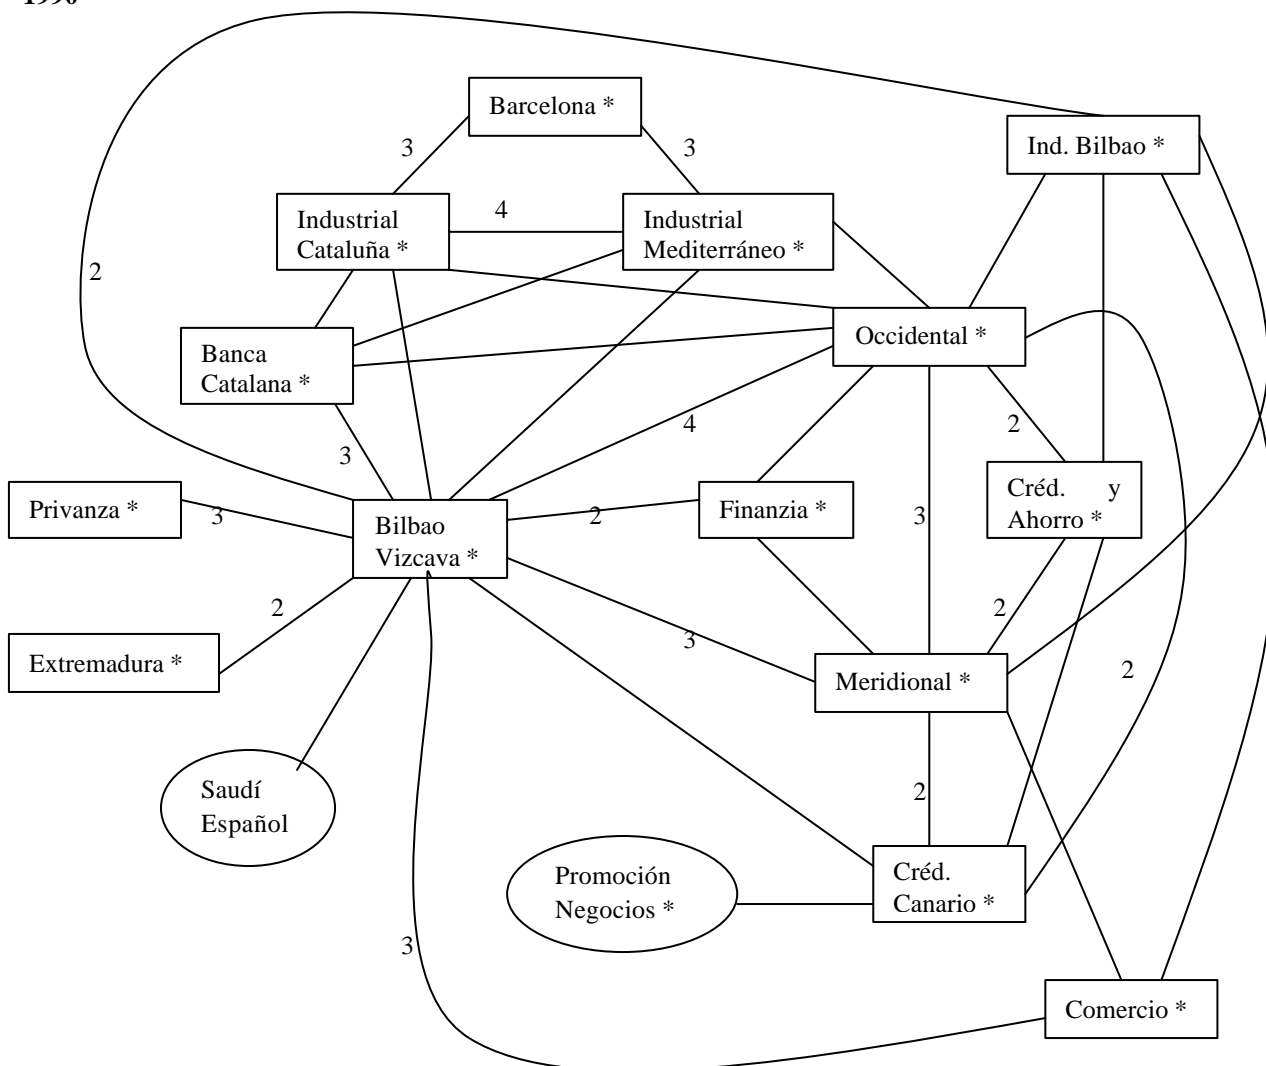 1990
Barcelona *
Ind. Bilbao *
3
3
Industrial
Cataluña *
4
Industrial
Mediterráneo *
2
Occidental *
Banca
Catalana *
4
2
3
Privanza *
3
Bilbao
Vizcava *
2
Finanzia *
3
Créd. y
Ahorro *
2
2
Extremadura *
3
Meridional *
2
Saudí
Español
2
Promoción
Negocios *
Créd.
Canario *
3
Comercio *